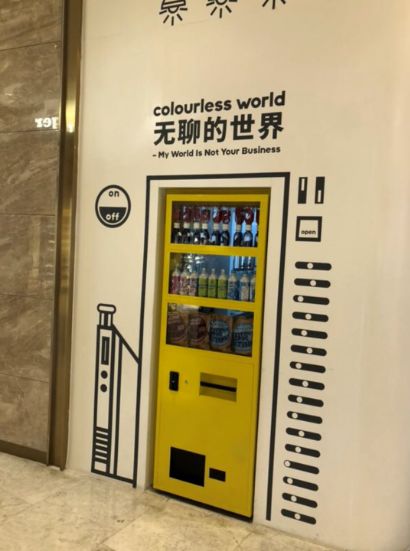 colourless world
无聊的世界
- My World Is Not Your Business
on
off
open